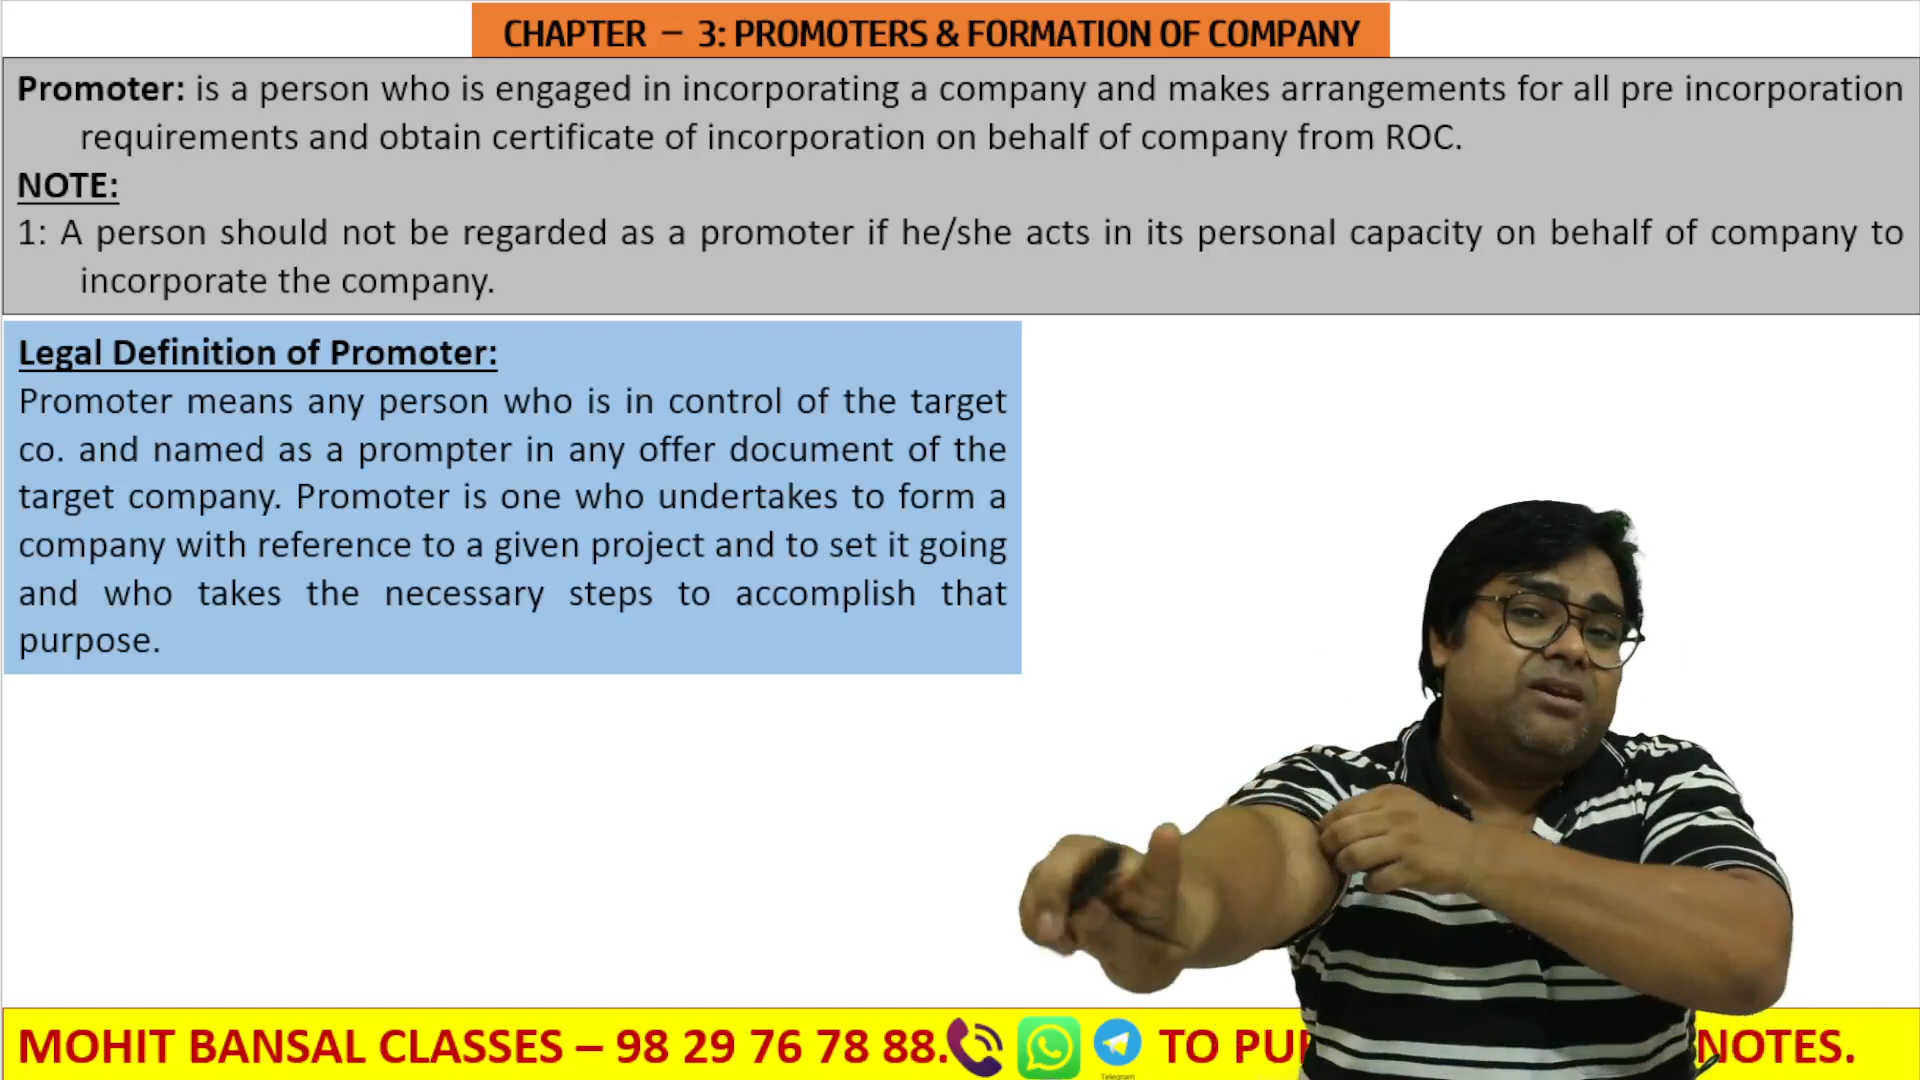 CHAPTER – 3: PROMOTERS & FORMATION OF COMPANY
Promoter: is a person who is engaged in incorporating a company and makes arrangements for all pre incorporation
requirements and obtain certificate of incorporation on behalf of company from ROC.
NOTE:
1: A person should not be regarded as a promoter if he/she acts in its personal capacity on behalf of company to
incorporate the company.
Legal Definition of Promoter:
Promoter means any person who is in control of the target
co. and named as a prompter in any offer document of the
target company. Promoter is one who undertakes to form a
company with reference to a given project and to set it going
and who takes the necessary steps to accomplish that
purpose.
MOHIT BANSAL CLASSES – 98 29 76 78 88. TO NOTES.
Telegram